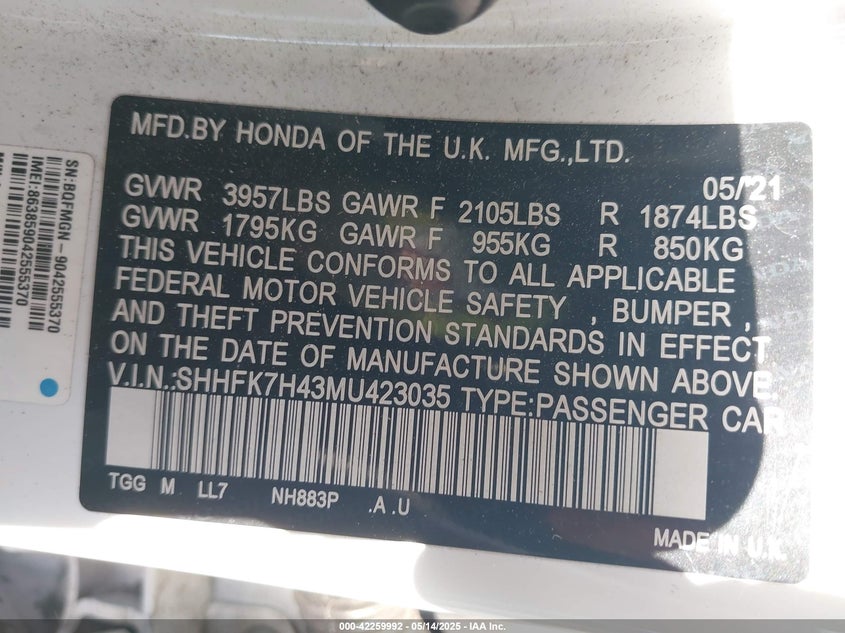 MFD.BY HONDA OF THE U.K. MFG.,LTD.
05/'21
GVWR 3957LBS GAWR F 2105LBS R 1874LBS
GVWR 1795KG GAWR F 955KG R 850KG
THIS VEHICLE CONFORMS TO ALL APPLICABLE
FEDERAL MOTOR VEHICLE SAFETY , BUMPER ,
AND THEFT PREVENTION STANDARDS IN EFFECT
ON THE DATE OF MANUFACTURE SHOWN ABOVE.
V.I.N.:SHHFK7H43MU423035 TYPE:PASSENGER CAR
TGG M LL7 NH883P .A .U
MADE IN U.K.
SN:BQFMGN-9042555370
IMEI:863859042555370
000-42259992 - 05/14/2025 - IAA Inc.